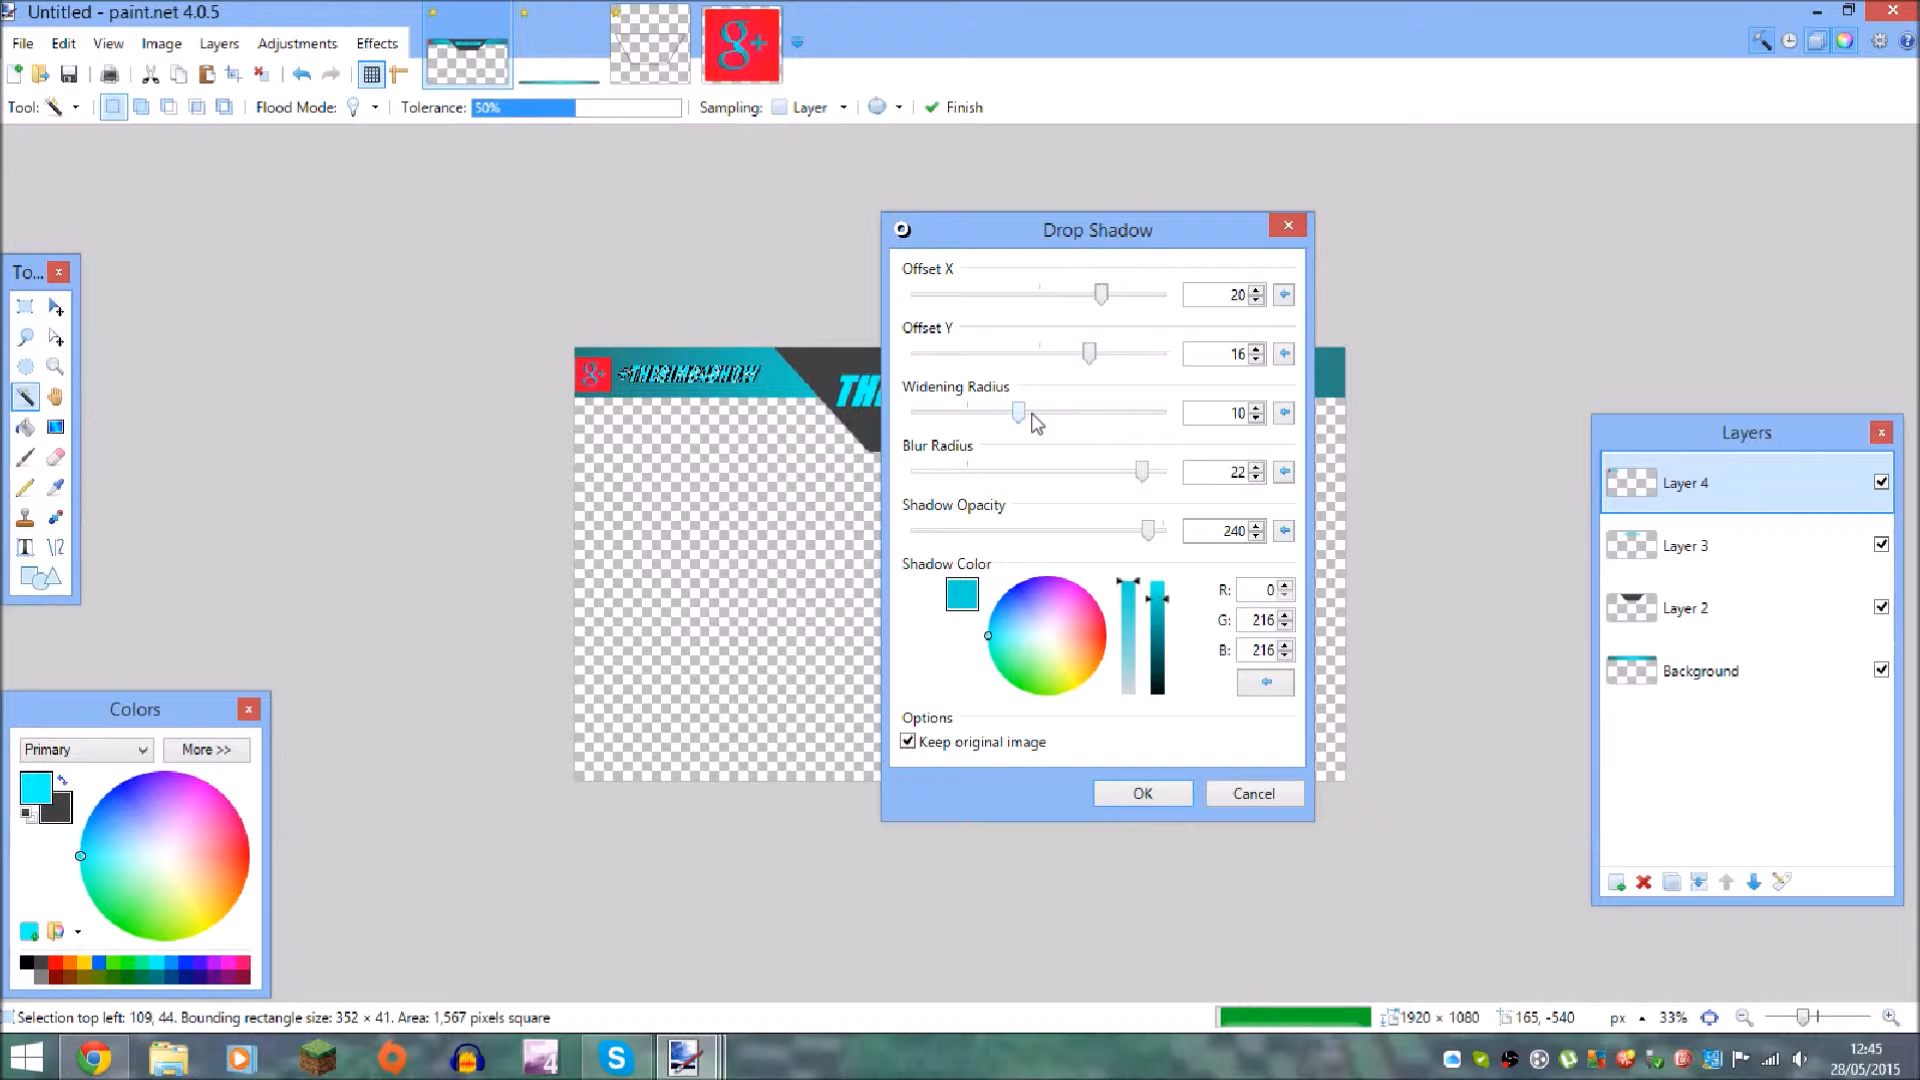 Untitled - paint.net 4.0.5
File Edit View Image Layers Adjustments Effects
Tool: Flood Mode: Tolerance: 50% Sampling: Layer Finish
To...
g+
TH
Drop Shadow
Offset X
20
Offset Y
16
Widening Radius
10
Blur Radius
22
Shadow Opacity
240
Shadow Color
R: 0
G: 216
B: 216
Options
Keep original image
OK Cancel
Layers
Layer 4
Layer 3
Layer 2
Background
Colors
Primary More >>
Selection top left: 109, 44. Bounding rectangle size: 352 × 41. Area: 1,567 pixels square
1920 × 1080 165, -540 px 33%
12:45
28/05/2015